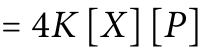 = 4K [X] [P]